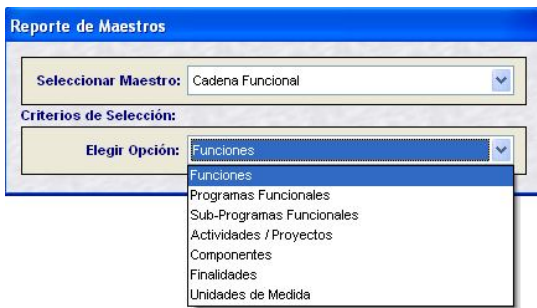 Reporte de Maestros
Seleccionar Maestro: Cadena Funcional
Criterios de Selección:
Elegir Opción: Funciones
Funciones
Programas Funcionales
Sub-Programas Funcionales
Actividades / Proyectos
Componentes
Finalidades
Unidades de Medida